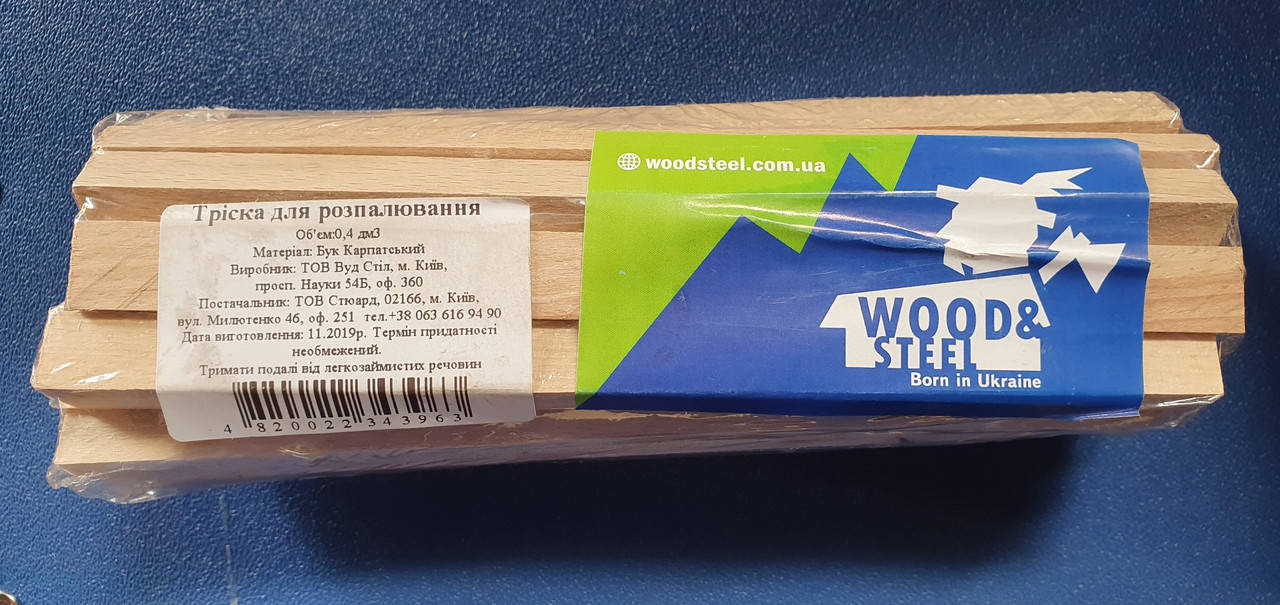 Тріска для розпалювання
Об'єм:0,4 дм3
Матеріал: Бук Карпатський
Виробник: ТОВ Вуд Стіл, м. Київ,
просп. Науки 54Б, оф. 360
Постачальник: ТОВ Стюард, 02166, м. Київ,
вул. Милютенко 46, оф. 251 тел.+38 063 616 94 90
Дата виготовлення: 11.2019р. Термін придатності
необмежений.
Тримати подалі від легкозаймистих речовин
4 820022 343963
woodsteel.com.ua
WOOD&
STEEL
Born in Ukraine